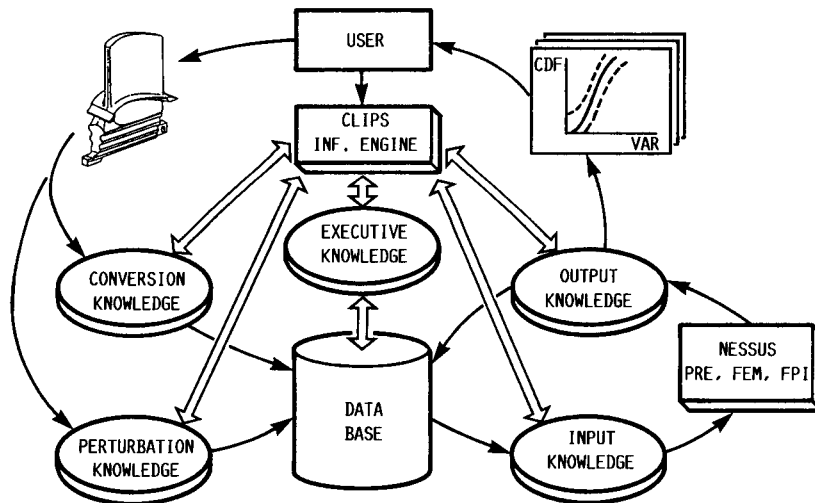 USER
CDF
VAR
CLIPS
INF. ENGINE
EXECUTIVE
KNOWLEDGE
CONVERSION
KNOWLEDGE
OUTPUT
KNOWLEDGE
NESSUS
PRE, FEM, FPI
DATA
BASE
PERTURBATION
KNOWLEDGE
INPUT
KNOWLEDGE